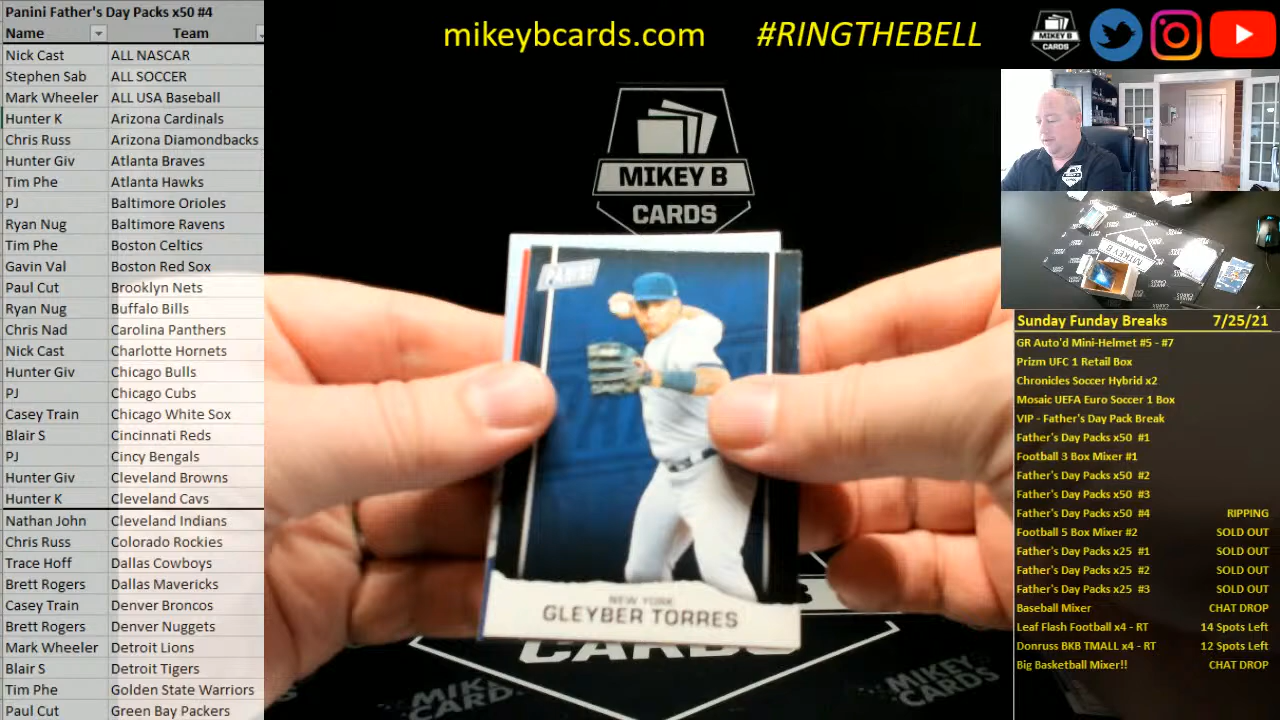 Panini Father's Day Packs x50 #4
Name Team
Nick Cast ALL NASCAR
Stephen Sab ALL SOCCER
Mark Wheeler ALL USA Baseball
Hunter K Arizona Cardinals
Chris Russ Arizona Diamondbacks
Hunter Giv Atlanta Braves
Tim Phe Atlanta Hawks
PJ Baltimore Orioles
Ryan Nug Baltimore Ravens
Tim Phe Boston Celtics
Gavin Val Boston Red Sox
Paul Cut Brooklyn Nets
Ryan Nug Buffalo Bills
Chris Nad Carolina Panthers
Nick Cast Charlotte Hornets
Hunter Giv Chicago Bulls
PJ Chicago Cubs
Casey Train Chicago White Sox
Blair S Cincinnati Reds
PJ Cincy Bengals
Hunter Giv Cleveland Browns
Hunter K Cleveland Cavs
Nathan John Cleveland Indians
Chris Russ Colorado Rockies
Trace Hoff Dallas Cowboys
Brett Rogers Dallas Mavericks
Casey Train Denver Broncos
Brett Rogers Denver Nuggets
Mark Wheeler Detroit Lions
Blair S Detroit Tigers
Tim Phe Golden State Warriors
Paul Cut Green Bay Packers
mikeybcards.com #RINGTHEBELL
MIKEY B
CARDS
MIKEY B
CARDS
PANINI
NEW YORK
GLEYBER TORRES
CARDS
MIKEY
CARDS
Sunday Funday Breaks 7/25/21
GR Auto'd Mini-Helmet #5 - #7
Prizm UFC 1 Retail Box
Chronicles Soccer Hybrid x2
Mosaic UEFA Euro Soccer 1 Box
VIP - Father's Day Pack Break
Father's Day Packs x50 #1
Football 3 Box Mixer #1
Father's Day Packs x50 #2
Father's Day Packs x50 #3
Father's Day Packs x50 #4 RIPPING
Football 5 Box Mixer #2 SOLD OUT
Father's Day Packs x25 #1 SOLD OUT
Father's Day Packs x25 #2 SOLD OUT
Father's Day Packs x25 #3 SOLD OUT
Baseball Mixer CHAT DROP
Leaf Flash Football x4 - RT 14 Spots Left
Donruss BKB TMALL x4 - RT 12 Spots Left
Big Basketball Mixer!! CHAT DROP